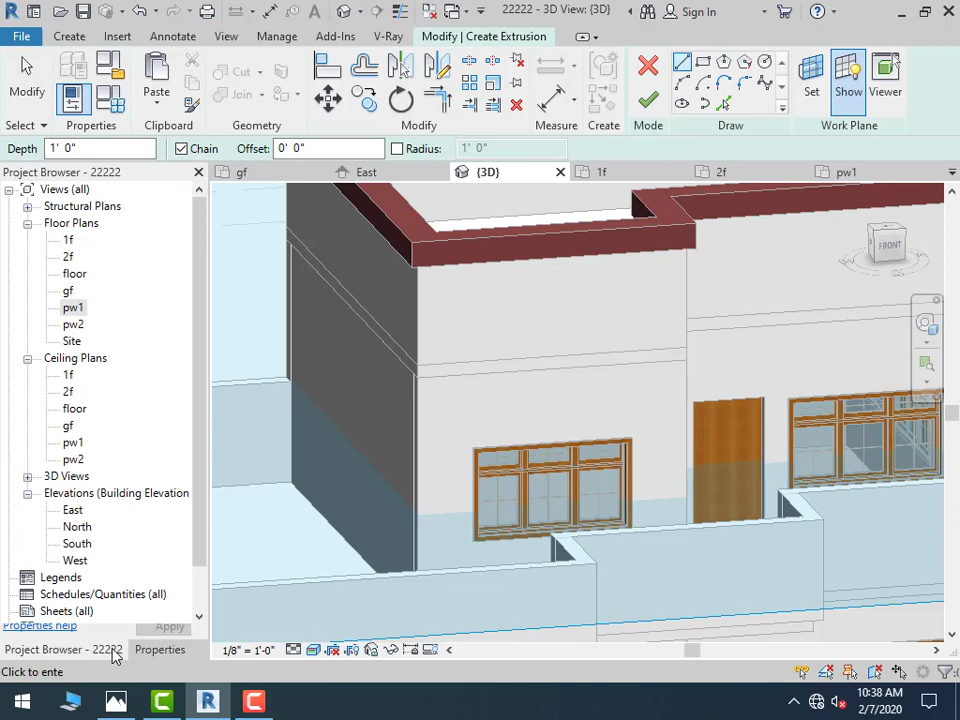 22222 - 3D View: {3D}
Sign In
File
Create
Insert
Annotate
View
Manage
Add-Ins
V-Ray
Modify | Create Extrusion
Modify
Paste
Cut
Join
Set
Show
Viewer
Select
Properties
Clipboard
Geometry
Modify
Measure
Create
Mode
Draw
Work Plane
Depth
1' 0"
Chain
Offset:
0' 0"
Radius:
1' 0"
Project Browser - 22222
gf
East
{3D}
1f
2f
pw1
Views (all)
Structural Plans
Floor Plans
1f
2f
floor
gf
pw1
pw2
Site
Ceiling Plans
1f
2f
floor
gf
pw1
pw2
3D Views
Elevations (Building Elevation
East
North
South
West
Legends
Schedules/Quantities (all)
Sheets (all)
FRONT
Properties help
Apply
Project Browser - 22222
Properties
1/8" = 1'-0"
Click to ente
:0
10:38 AM
2/7/2020